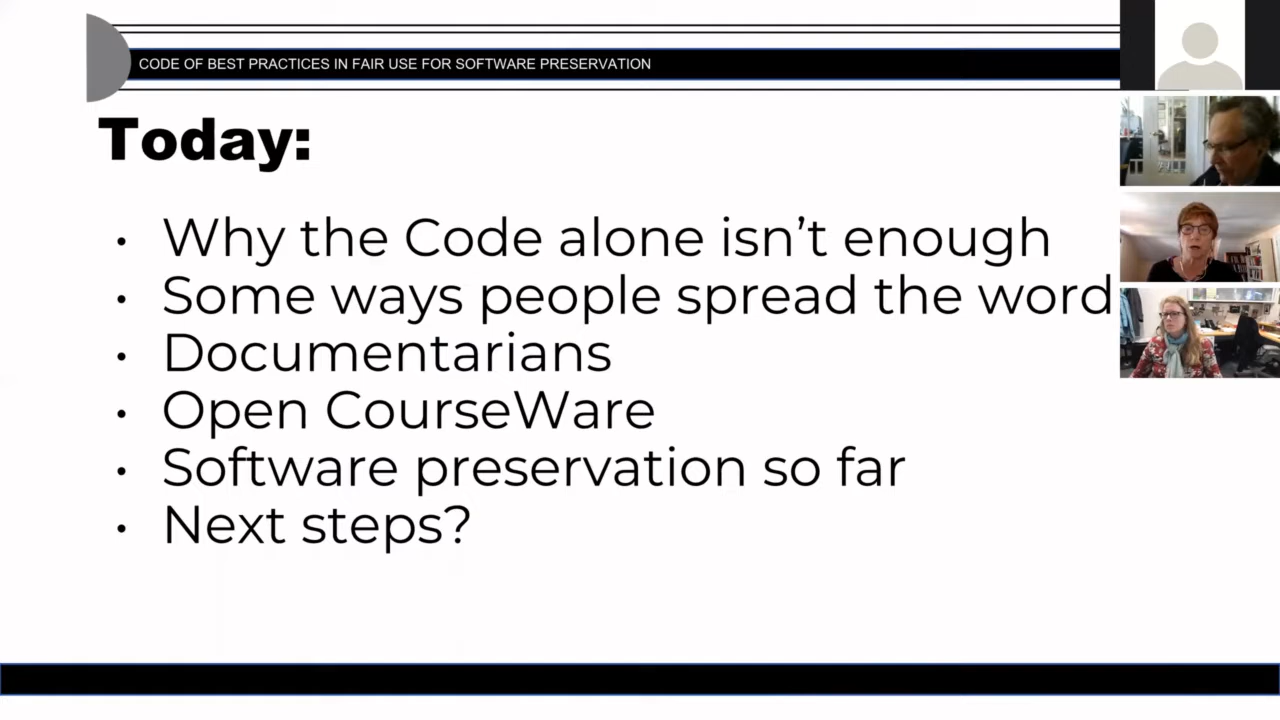 CODE OF BEST PRACTICES IN FAIR USE FOR SOFTWARE PRESERVATION
Today:
• Why the Code alone isn’t enough
• Some ways people spread the word
• Documentarians
• Open CourseWare
• Software preservation so far
• Next steps?